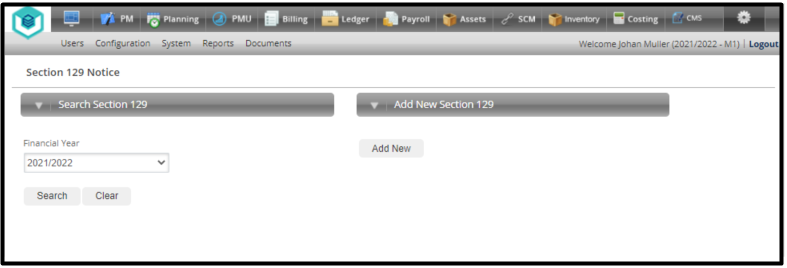 PM Planning PMU Billing Ledger Payroll Assets SCM Inventory Costing CMS
Users Configuration System Reports Documents Welcome Johan Muller (2021/2022 - M1) | Logout
Section 129 Notice
Search Section 129 Add New Section 129
Financial Year
Add New
2021/2022
Search Clear